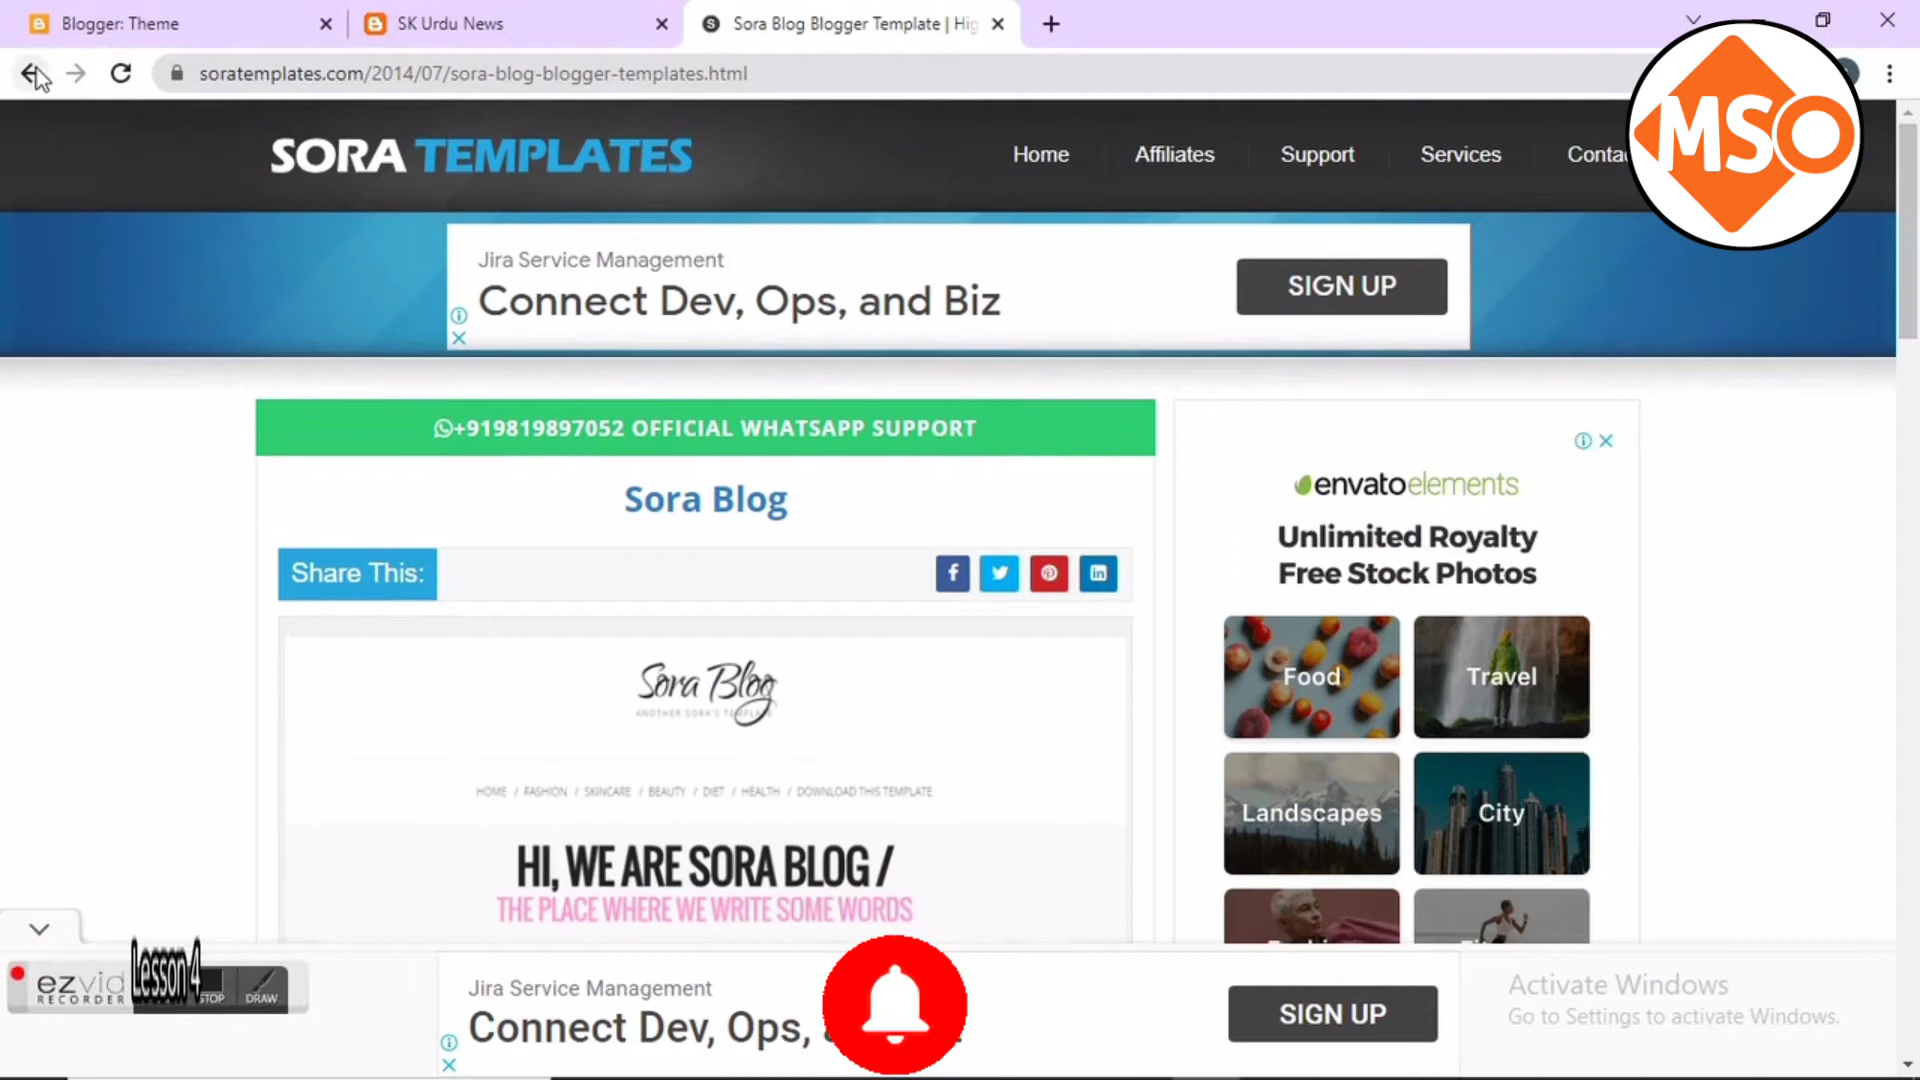 Blogger: Theme
SK Urdu News
Sora Blog Blogger Template | Hig
soratemplates.com/2014/07/sora-blog-blogger-templates.html
MSO
SORA TEMPLATES
Home
Affiliates
Support
Services
Conta
Jira Service Management
Connect Dev, Ops, and Biz
SIGN UP
+919819897052 OFFICIAL WHATSAPP SUPPORT
Sora Blog
Share This:
envatoelements
Unlimited Royalty
Free Stock Photos
Food
Travel
Landscapes
City
Sora Blog
ANOTHER SORA'S TEMPLATE
HOME / FASHION / SKINCARE / BEAUTY / DIET / HEALTH / DOWNLOAD THIS TEMPLATE
HI, WE ARE SORA BLOG /
THE PLACE WHERE WE WRITE SOME WORDS
ezvid
RECORDER
Lesson 4
STOP
DRAW
Jira Service Management
Connect Dev, Ops,
SIGN UP
Activate Windows
Go to Settings to activate Windows.